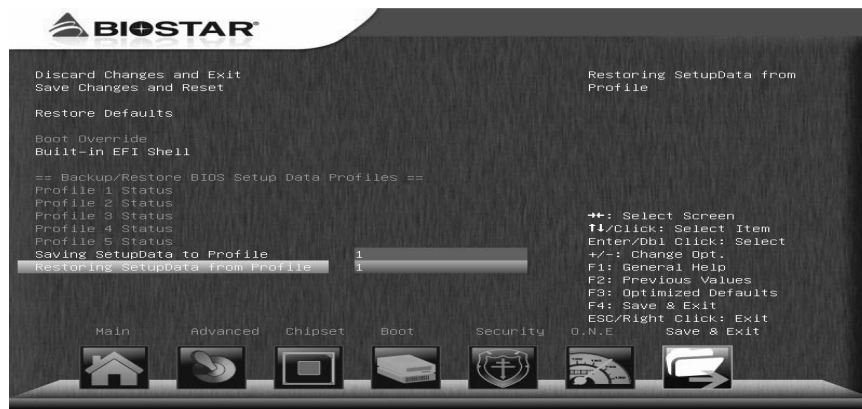 BIOSTAR®
Discard Changes and Exit
Save Changes and Reset
Restore Defaults
Boot Override
Built-in EFI Shell
== Backup/Restore BIOS Setup Data Profiles ==
Profile 1 Status
Profile 2 Status
Profile 3 Status
Profile 4 Status
Profile 5 Status
Saving SetupData to Profile 1
Restoring SetupData from Profile 1
Restoring SetupData from
Profile
→←: Select Screen
↑↓/Click: Select Item
Enter/Dbl Click: Select
+/-: Change Opt.
F1: General Help
F2: Previous Values
F3: Optimized Defaults
F4: Save & Exit
ESC/Right Click: Exit
Main Advanced Chipset Boot Security O.N.E Save & Exit